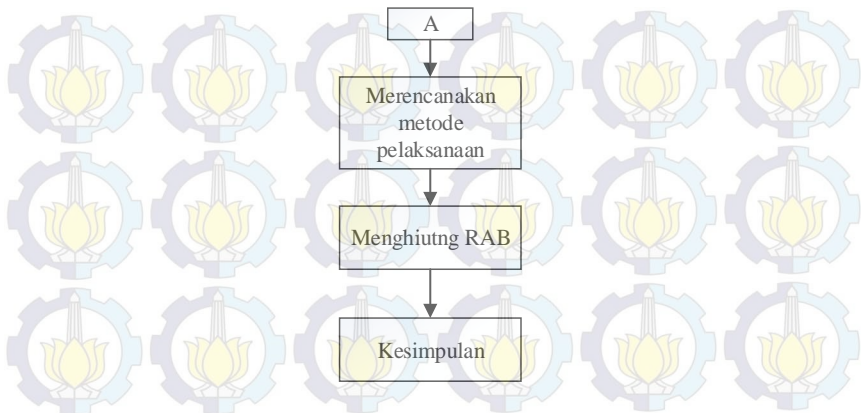 A
Merencanakan
metode
pelaksanaan
Menghiutng RAB
Kesimpulan